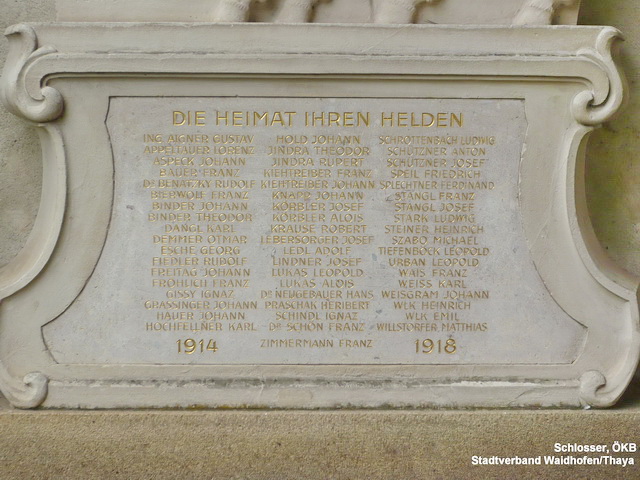 DIE HEIMAT IHREN HELDEN
ING. AIGNER GUSTAV
APPELTAUER LORENZ
ASPECK JOHANN
BAUER FRANZ
DR. BENATZKY RUDOLF
BIERWOLF FRANZ
BINDER JOHANN
BINDER THEODOR
DANGL KARL
DEMMER OTMAR
ESCHE GEORG
FIEDLER RUDOLF
FREITAG JOHANN
FRÖHLICH FRANZ
GISSY IGNAZ
GRASSINGER JOHANN
HAUER JOHANN
HOCHFELLNER KARL
HOLD JOHANN
JINDRA THEODOR
JINDRA RUPERT
KIEHTREIBER FRANZ
KIEHTREIBER JOHANN
KNAPP JOHANN
KÖRBLER JOSEF
KÖRBLER ALOIS
KRAUSE ROBERT
LEBERSORGER JOSEF
LEDL ADOLF
LINDNER JOSEF
LUKAS LEOPOLD
LUKAS ALOIS
DR. NEUGEBAUER HANS
PRASCHAK HERIBERT
SCHINDL IGNAZ
DR. SCHÖN FRANZ
SCHROTTENBACH LUDWIG
SCHÜTZNER ANTON
SCHÜTZNER JOSEF
SPEIL FRIEDRICH
SPLECHTNER FERDINAND
STANGL FRANZ
STANGL JOSEF
STARK LUDWIG
STEINER HEINRICH
SZABO MICHAEL
TIEFENBÖCK LEOPOLD
URBAN LEOPOLD
WAIS FRANZ
WEISS KARL
WEISGRAM JOHANN
WLK HEINRICH
WLK EMIL
WILLSTORFER MATTHIAS
1914 ZIMMERMANN FRANZ 1918
Schlosser, ÖKB
Stadtverband Waidhofen/Thaya